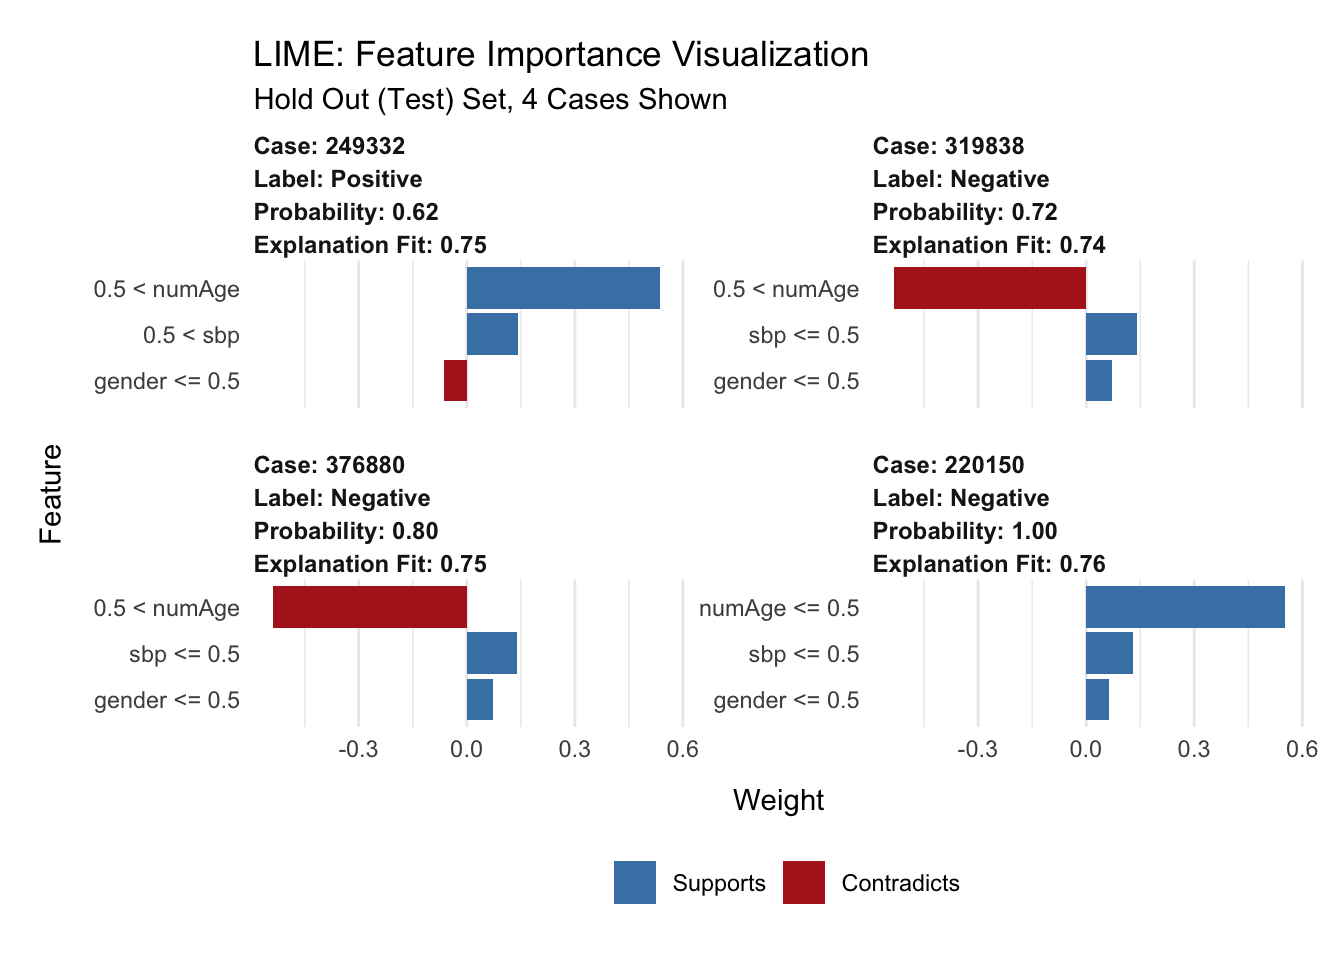 LIME: Feature Importance Visualization
Hold Out (Test) Set, 4 Cases Shown
Case: 249332
Label: Positive
Probability: 0.62
Explanation Fit: 0.75
0.5 < numAge
0.5 < sbp
gender <= 0.5
Case: 319838
Label: Negative
Probability: 0.72
Explanation Fit: 0.74
0.5 < numAge
sbp <= 0.5
gender <= 0.5
Feature
Case: 376880
Label: Negative
Probability: 0.80
Explanation Fit: 0.75
0.5 < numAge
sbp <= 0.5
gender <= 0.5
-0.3 0.0 0.3 0.6
Case: 220150
Label: Negative
Probability: 1.00
Explanation Fit: 0.76
numAge <= 0.5
sbp <= 0.5
gender <= 0.5
-0.3 0.0 0.3 0.6
Weight
Supports Contradicts